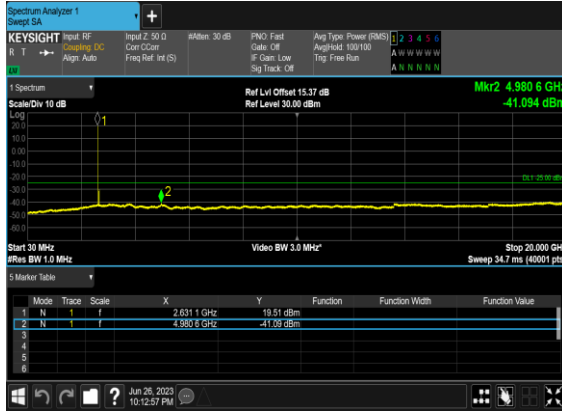 Spectrum Analyzer 1
Swept SA
+
KEYSIGHT Input: RF Input Z: 50 Ω #Atten: 30 dB PNO: Fast Avg Type: Power (RMS) 1 2 3 4 5 6
R T Coupling: DC Corr CCorr Gate: Off Avg|Hold: 100/100 A W W W W W
Align: Auto Freq Ref: Int (S) IF Gain: Low Trig: Free Run
Sig Track: Off A N N N N N
1 Spectrum Ref Lvl Offset 15.37 dB Mkr2 4.980 6 GHz
Scale/Div 10 dB Ref Level 30.00 dBm -41.094 dBm
Log
1
20.0
10.0
0.00
-10.0
DL1 -25.00 dBm
-20.0
2
-30.0
-40.0
-50.0
-60.0
Start 30 MHz Video BW 3.0 MHz* Stop 20.000 GHz
#Res BW 1.0 MHz Sweep 34.7 ms (40001 pts)
5 Marker Table
Mode Trace Scale X Y Function Function Width Function Value
1 N 1 f 2.631 1 GHz 19.51 dBm
2 N 1 f 4.980 6 GHz -41.09 dBm
3
4
5
6
? Jun 26, 2023
10:12:57 PM